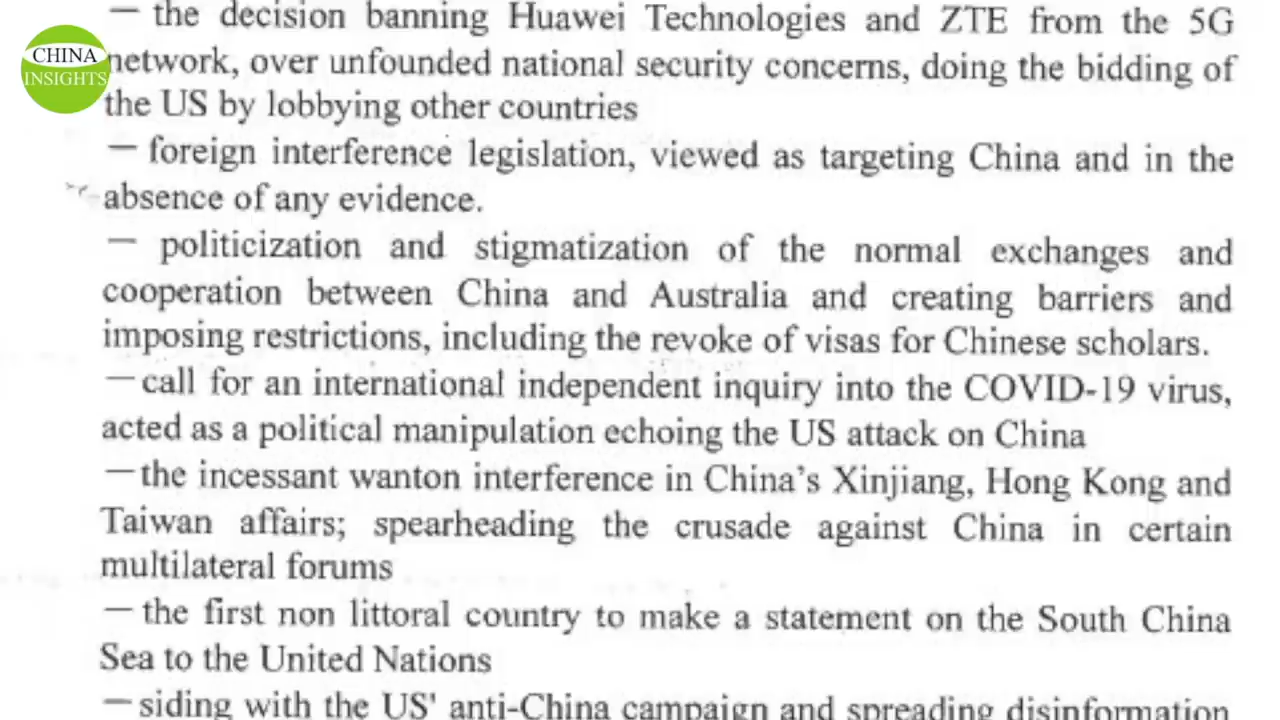 CHINA
INSIGHTS
— the decision banning Huawei Technologies and ZTE from the 5G
network, over unfounded national security concerns, doing the bidding of
the US by lobbying other countries
— foreign interference legislation, viewed as targeting China and in the
absence of any evidence.
— politicization and stigmatization of the normal exchanges and
cooperation between China and Australia and creating barriers and
imposing restrictions, including the revoke of visas for Chinese scholars.
—call for an international independent inquiry into the COVID-19 virus,
acted as a political manipulation echoing the US attack on China
—the incessant wanton interference in China's Xinjiang, Hong Kong and
Taiwan affairs; spearheading the crusade against China in certain
multilateral forums
—the first non littoral country to make a statement on the South China
Sea to the United Nations
—siding with the US' anti-China campaign and spreading disinformation